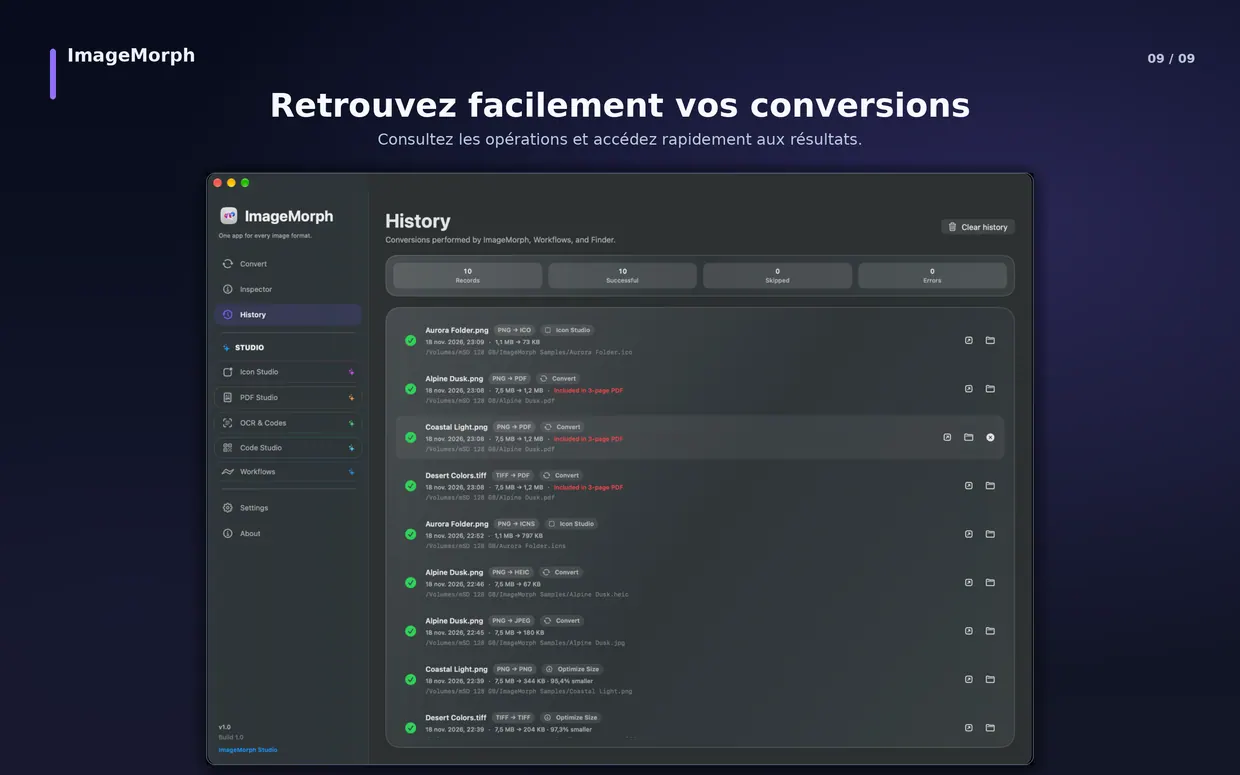 ImageMorph
09 / 09
Retrouvez facilement vos conversions
Consultez les opérations et accédez rapidement aux résultats.
ImageMorph
One app for every image format.
Convert
Inspector
History
STUDIO
Icon Studio
PDF Studio
OCR & Codes
Code Studio
Workflows
Settings
About
v1.0
Build 1.0
ImageMorph Studio
History
Conversions performed by ImageMorph, Workflows, and Finder.
Clear history
10 10 0 0
Records Successful Skipped Errors
Aurora Folder.png PNG → ICO Icon Studio
18 nov. 2026, 23:09 · 1,1 MB → 73 KB
/Volumes/mSD 128 GB/ImageMorph Samples/Aurora Folder.ico
Alpine Dusk.png PNG → PDF Convert
18 nov. 2026, 23:08 · 7,5 MB → 1,2 MB · Included in 3-page PDF
/Volumes/mSD 128 GB/Alpine Dusk.pdf
Coastal Light.png PNG → PDF Convert
18 nov. 2026, 23:08 · 7,5 MB → 1,2 MB · Included in 3-page PDF
/Volumes/mSD 128 GB/Alpine Dusk.pdf
Desert Colors.tiff TIFF → PDF Convert
18 nov. 2026, 23:08 · 7,5 MB → 1,2 MB · Included in 3-page PDF
/Volumes/mSD 128 GB/Alpine Dusk.pdf
Aurora Folder.png PNG → ICNS Icon Studio
18 nov. 2026, 22:52 · 1,1 MB → 797 KB
/Volumes/mSD 128 GB/Aurora Folder.icns
Alpine Dusk.png PNG → HEIC Convert
18 nov. 2026, 22:46 · 7,5 MB → 67 KB
/Volumes/mSD 128 GB/ImageMorph Samples/Alpine Dusk.heic
Alpine Dusk.png PNG → JPEG Convert
18 nov. 2026, 22:45 · 7,5 MB → 180 KB
/Volumes/mSD 128 GB/ImageMorph Samples/Alpine Dusk.jpg
Coastal Light.png PNG → PNG Optimize Size
18 nov. 2026, 22:39 · 7,5 MB → 344 KB · 95,4% smaller
/Volumes/mSD 128 GB/ImageMorph Samples/Coastal Light.png
Desert Colors.tiff TIFF → TIFF Optimize Size
18 nov. 2026, 22:39 · 7,5 MB → 204 KB · 97,3% smaller